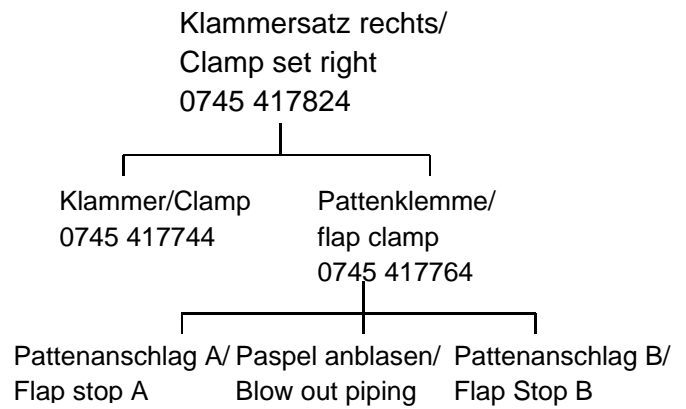 Klammersatz rechts/
Clamp set right
0745 417824
Klammer/Clamp
0745 417744
Pattenklemme/
flap clamp
0745 417764
Pattenanschlag A/
Flap stop A
Paspel anblasen/
Blow out piping
Pattenanschlag B/
Flap Stop B